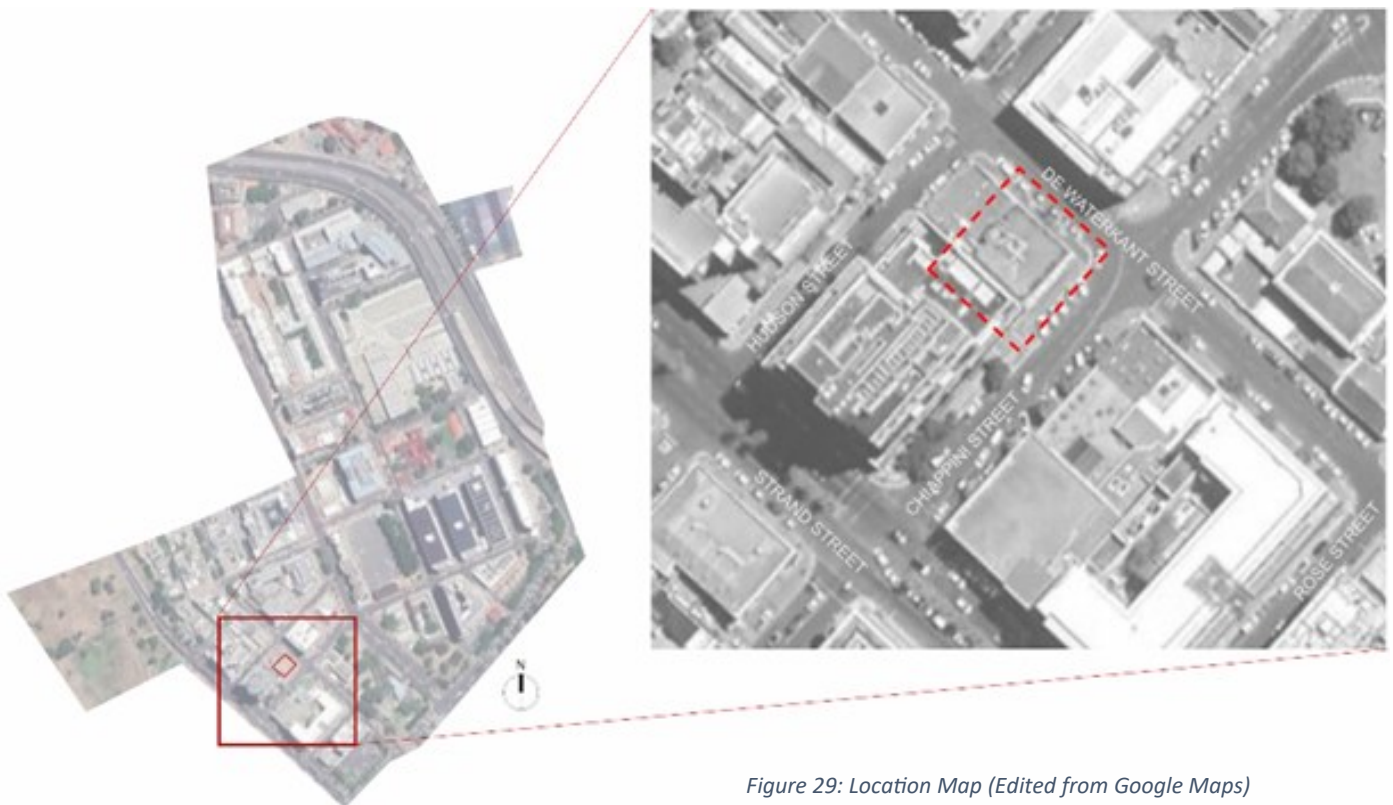 DE WATERKANT STREET
HUDSON STREET
CHIAPPINI STREET
STRAND STREET
ROSE STREET
N
Figure 29: Location Map (Edited from Google Maps)